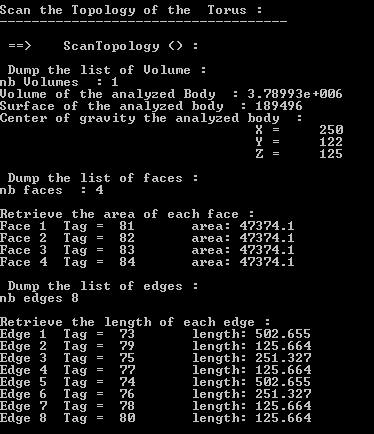 Scan the Topology of the  Torus :
----------------------------------
==>    ScanTopology () :
Dump the list of Volume :
nb Volumes  : 1
Volume of the analyzed Body  : 3.78993e+006
Surface of the analyzed body  : 189496
Center of gravity the analyzed body  :
X =     250
Y =     122
Z =     125
Dump the list of faces :
nb faces  : 4
Retrieve the area of each face :
Face 1  Tag =  81       area: 47374.1
Face 2  Tag =  82       area: 47374.1
Face 3  Tag =  83       area: 47374.1
Face 4  Tag =  84       area: 47374.1
Dump the list of edges :
nb edges 8
Retrieve the length of each edge :
Edge 1  Tag =  73       length: 502.655
Edge 2  Tag =  79       length: 125.664
Edge 3  Tag =  75       length: 251.327
Edge 4  Tag =  77       length: 125.664
Edge 5  Tag =  74       length: 502.655
Edge 6  Tag =  76       length: 251.327
Edge 7  Tag =  78       length: 125.664
Edge 8  Tag =  80       length: 125.664